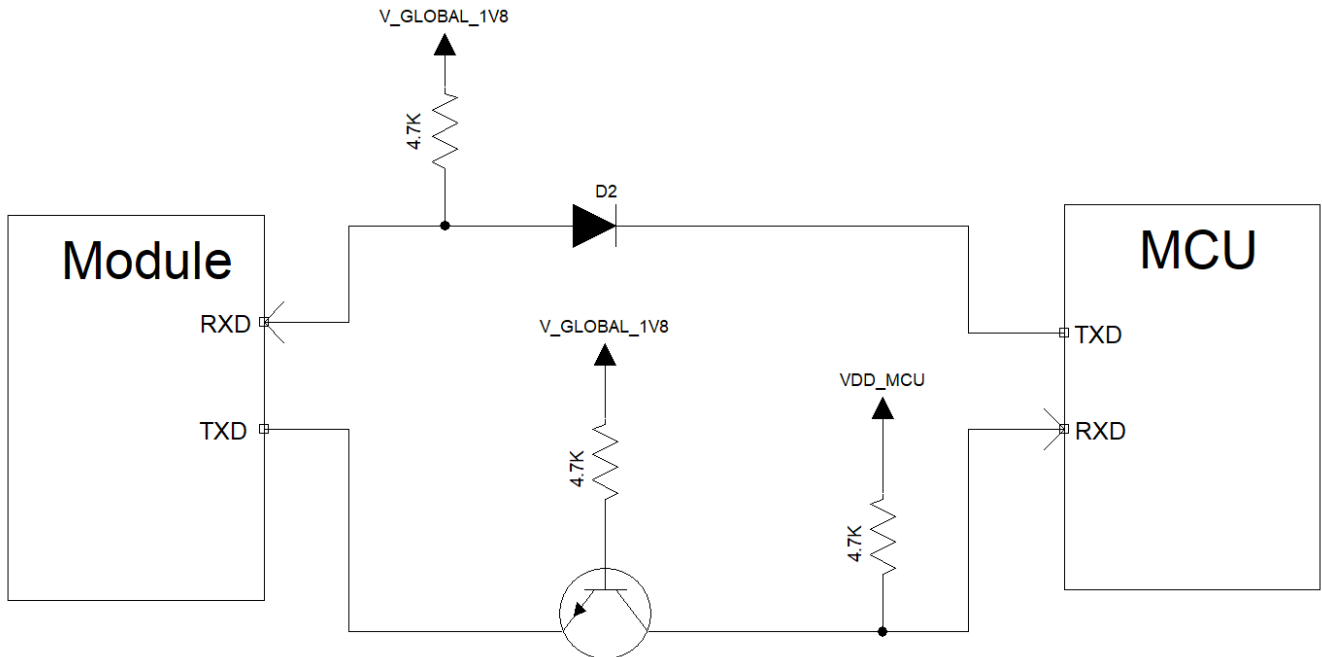 V_GLOBAL_1V8
4.7K
D2
Module
MCU
RXD
TXD
V_GLOBAL_1V8
VDD_MCU
TXD
RXD
4.7K
4.7K